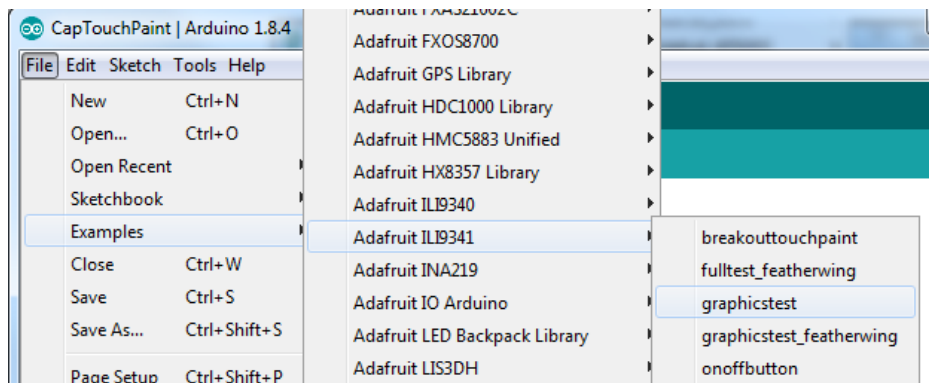 CapTouchPaint | Arduino 1.8.4
File Edit Sketch Tools Help
New Ctrl+N
Open... Ctrl+O
Open Recent
Sketchbook
Examples
Close Ctrl+W
Save Ctrl+S
Save As... Ctrl+Shift+S
Page Setup Ctrl+Shift+P
Adafruit FXAS21002C
Adafruit FXOS8700
Adafruit GPS Library
Adafruit HDC1000 Library
Adafruit HMC5883 Unified
Adafruit HX8357 Library
Adafruit ILI9340
Adafruit ILI9341
Adafruit INA219
Adafruit IO Arduino
Adafruit LED Backpack Library
Adafruit LIS3DH
breakouttouchpaint
fulltest_featherwing
graphicstest
graphicstest_featherwing
onoffbutton